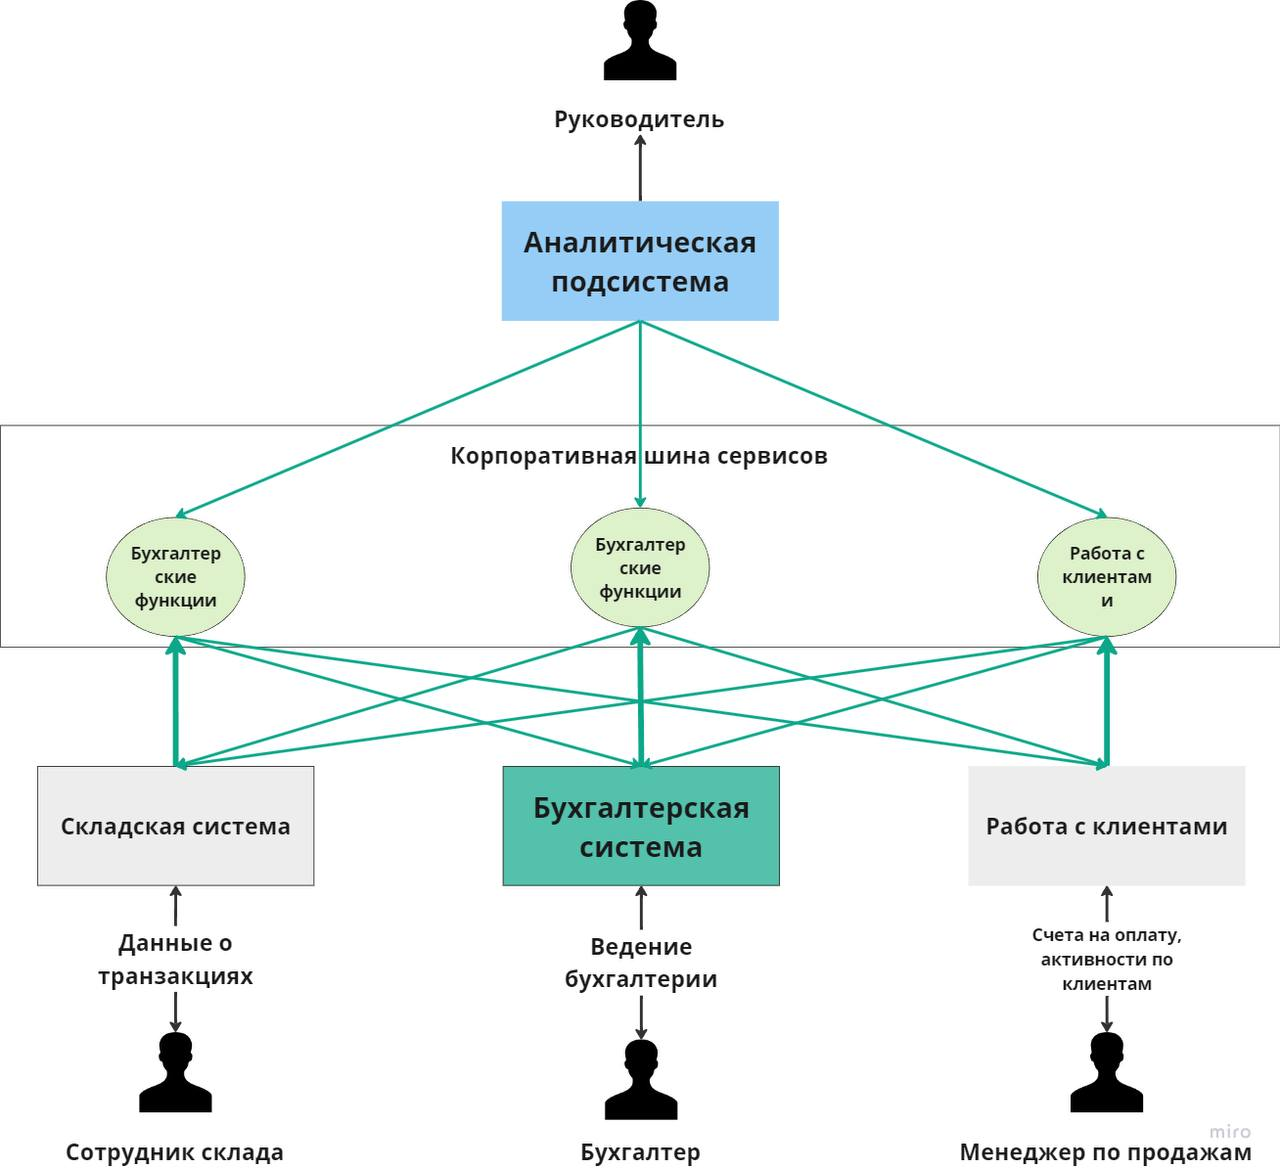 Руководитель
Аналитическая
подсистема
Корпоративная шина сервисов
Бухгалтер
ские
функции
Бухгалтер
ские
функции
Работа с
клиентам
и
Складская система
Бухгалтерская
система
Работа с клиентами
Данные о
транзакциях
Ведение
бухгалтерии
Счета на оплату,
активности по
клиентам
Сотрудник склада
Бухгалтер
Менеджер по продажам
miro